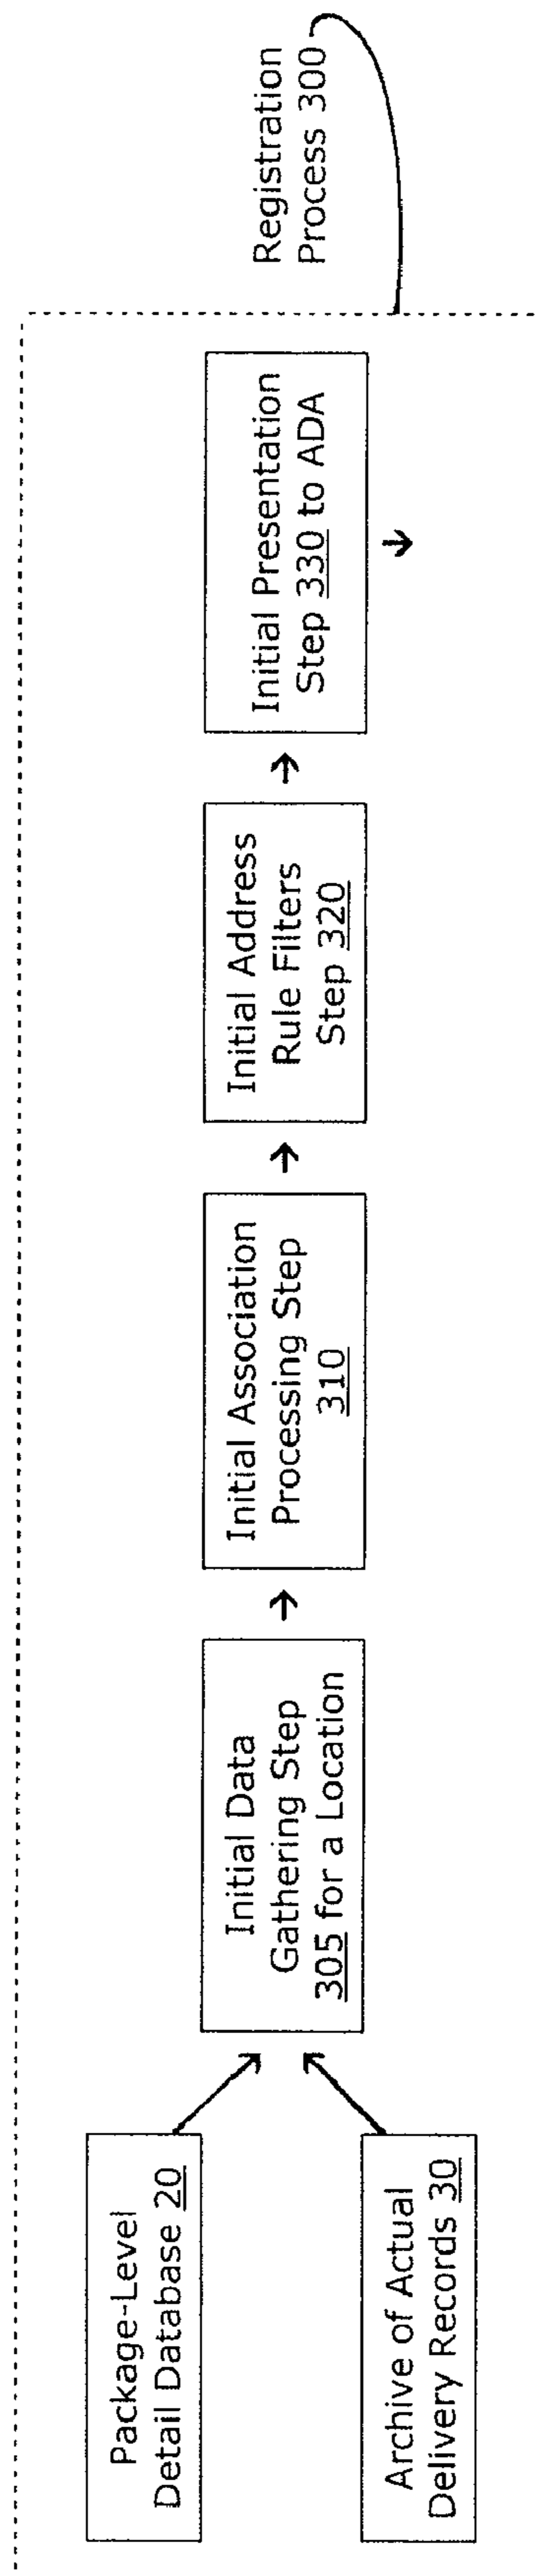 Package-Level
Detail Database 20
Archive of Actual
Delivery Records 30
Initial Data
Gathering Step
305 for a Location
Initial Association
Processing Step
310
Initial Address
Rule Filters
Step 320
Initial Presentation
Step 330 to ADA
Registration
Process 300